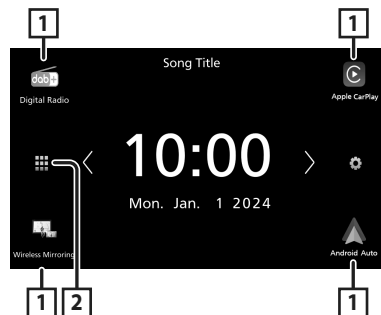 1
1
dab+
Song Title
Digital Radio
Apple CarPlay
10:00
Mon. Jan. 1 2024
Wireless Mirroring
Android Auto
1
2
1